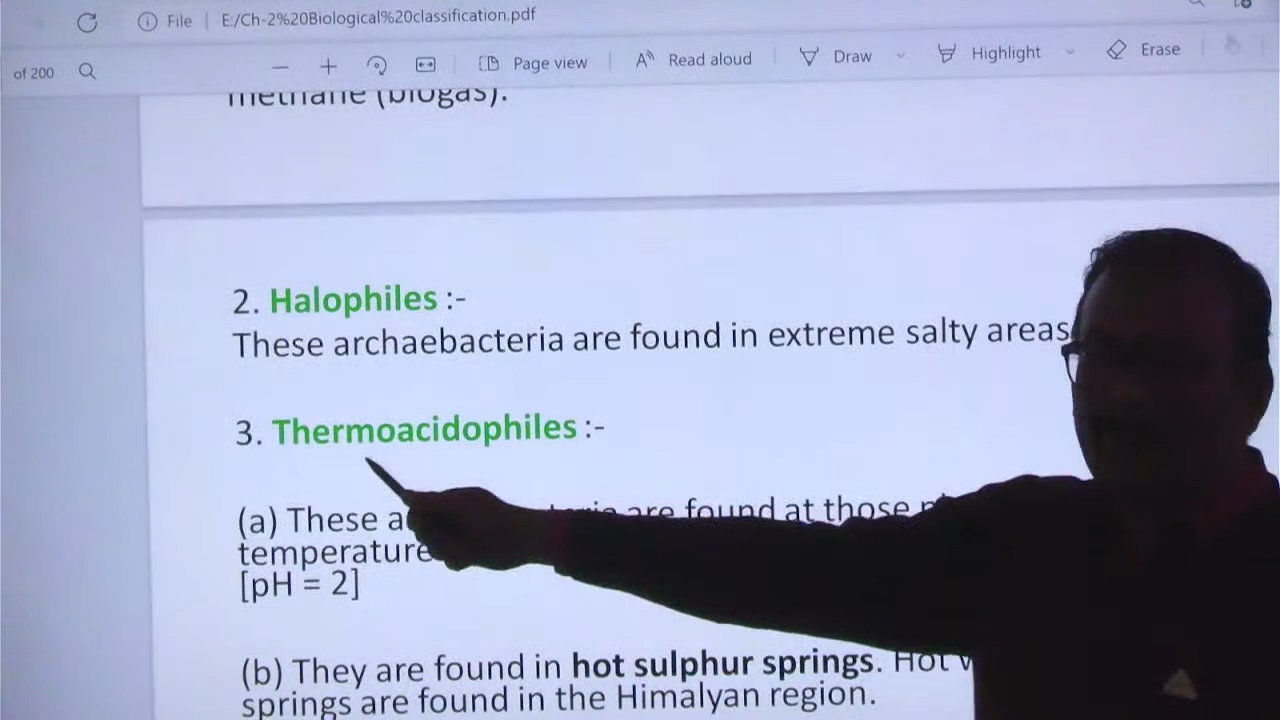 File | E:/Ch-2%20Biological%20classification.pdf
of 200
Page view
Read aloud
Draw
Highlight
Erase
methane (biogas).
2. Halophiles :-
These archaebacteria are found in extreme salty areas
3. Thermoacidophiles :-
(a) These are found at those
temperature
[pH = 2]
(b) They are found in hot sulphur springs. Hot
springs are found in the Himalyan region.